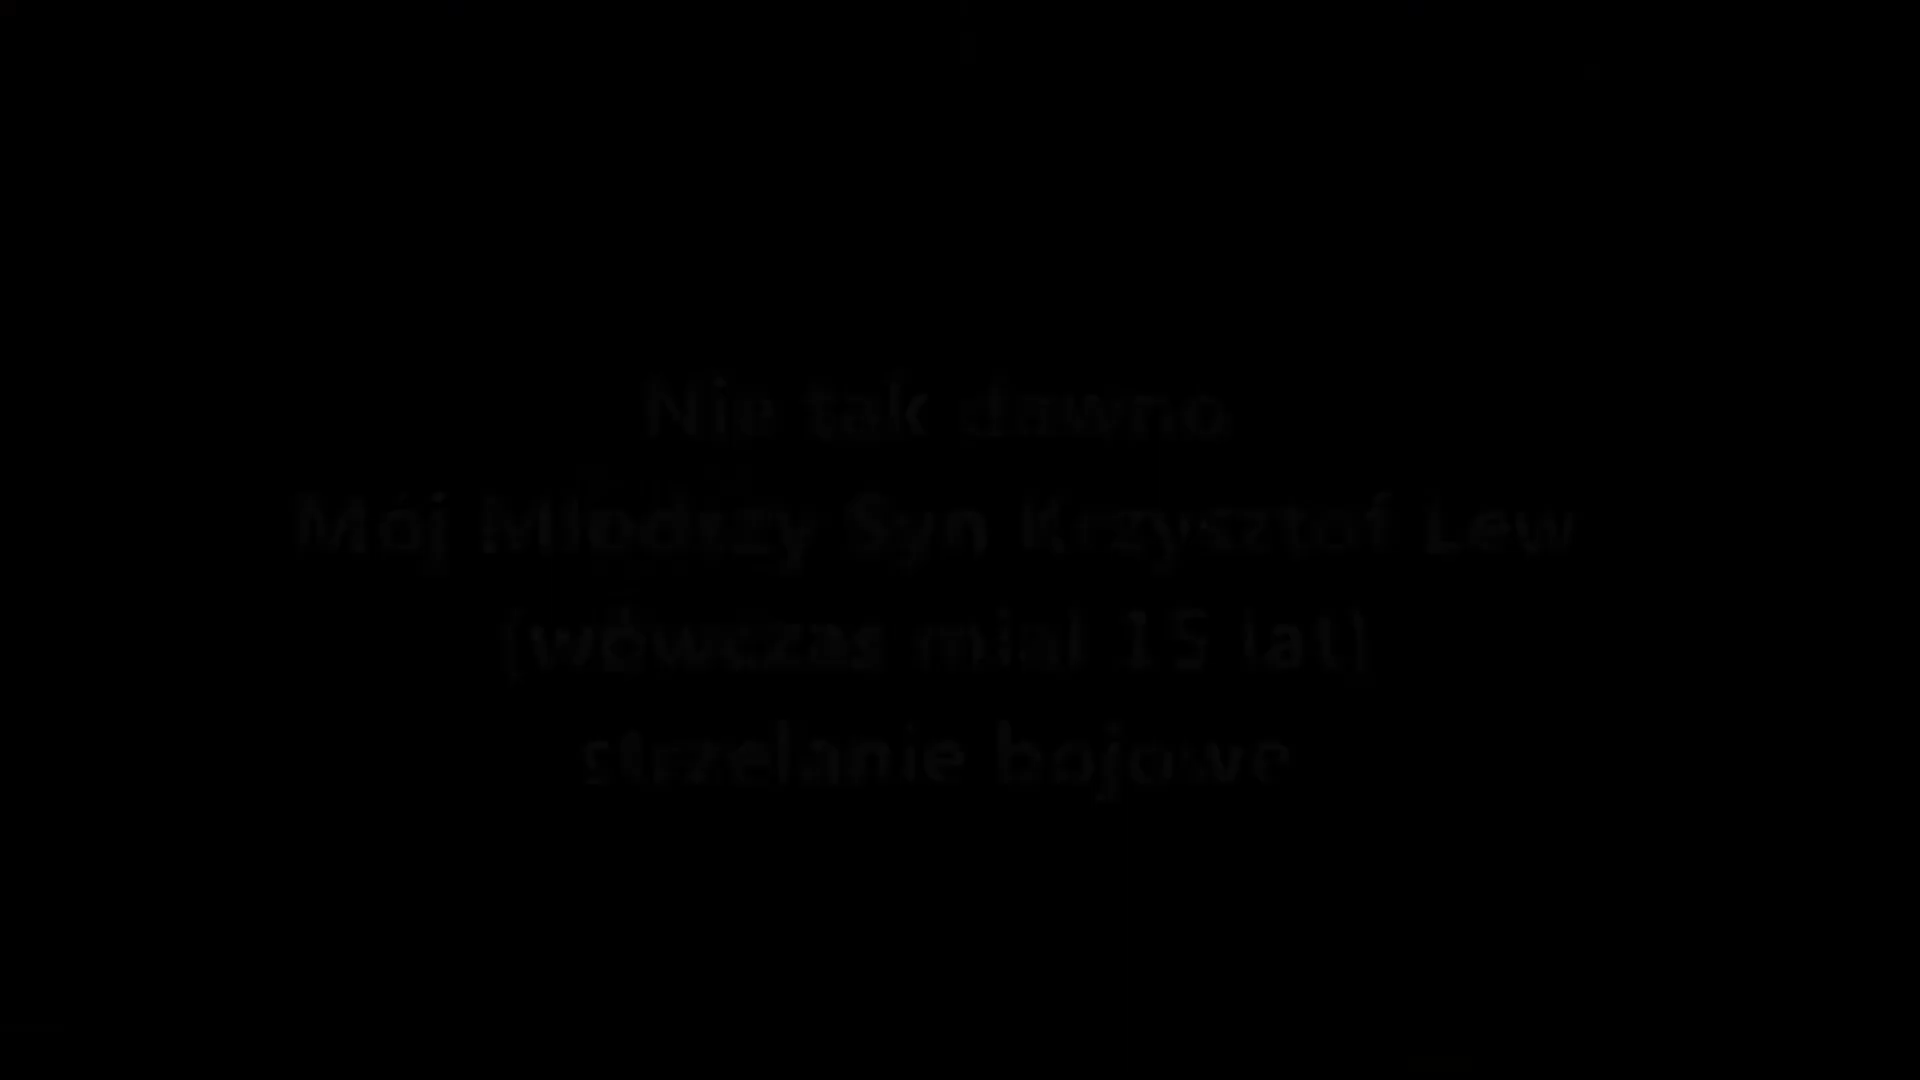 Nie tak dawno
Mój Młodszy Syn Krzysztof Lew
(wówczas miał 15 lat)
strzelanie bojowe